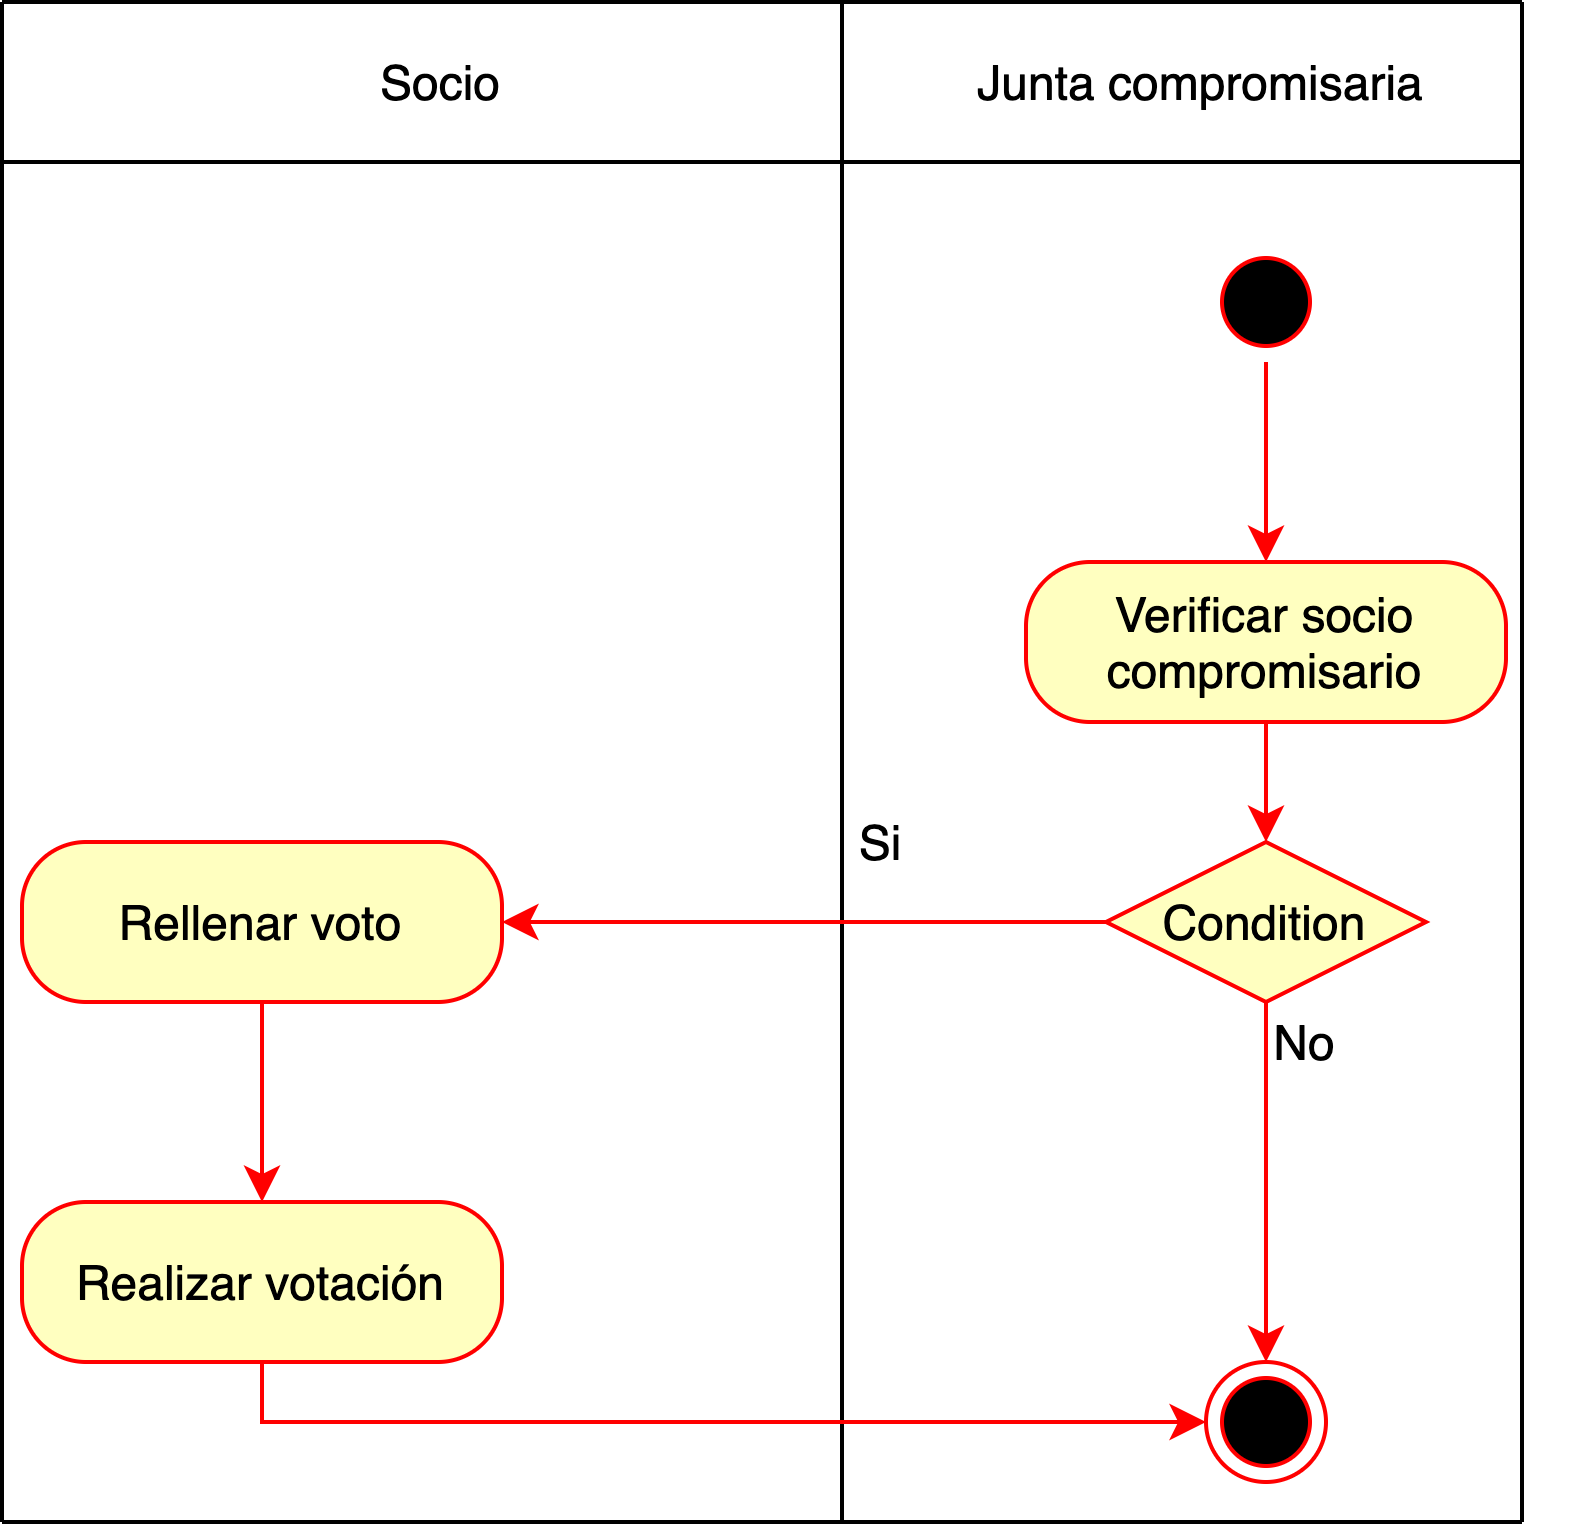 Socio
Junta compromisaria
Verificar socio
compromisario
Si
Rellenar voto
Condition
No
Realizar votación